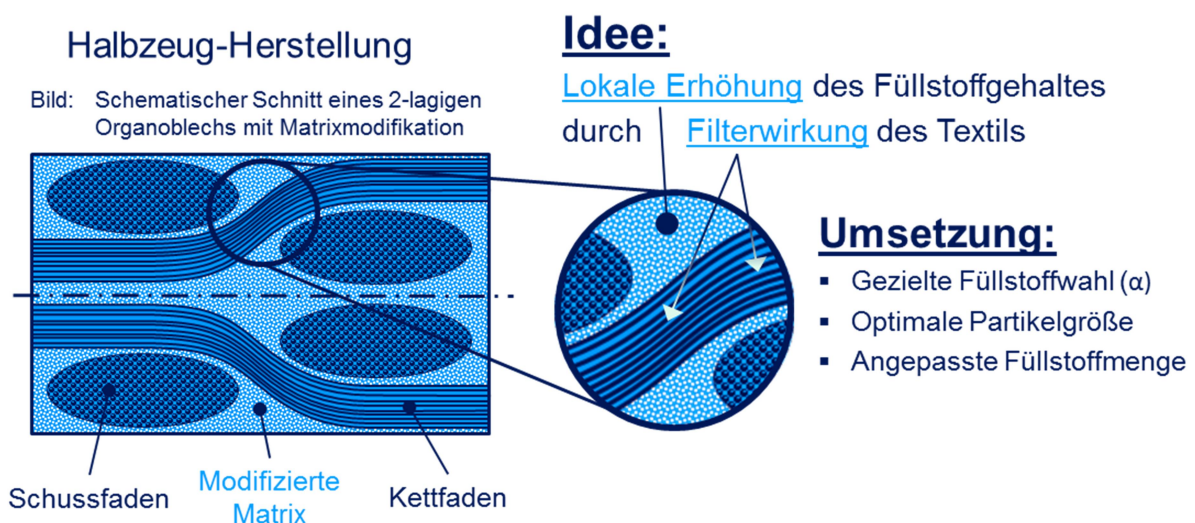 Halbzeug-Herstellung
Bild: Schematischer Schnitt eines 2-lagigen
Organoblechs mit Matrixmodifikation
Schussfaden
Modifizierte
Matrix
Kettfaden
Idee:
Lokale Erhöhung des Füllstoffgehaltes
durch Filterwirkung des Textils
Umsetzung:
▪ Gezielte Füllstoffwahl (α)
▪ Optimale Partikelgröße
▪ Angepasste Füllstoffmenge